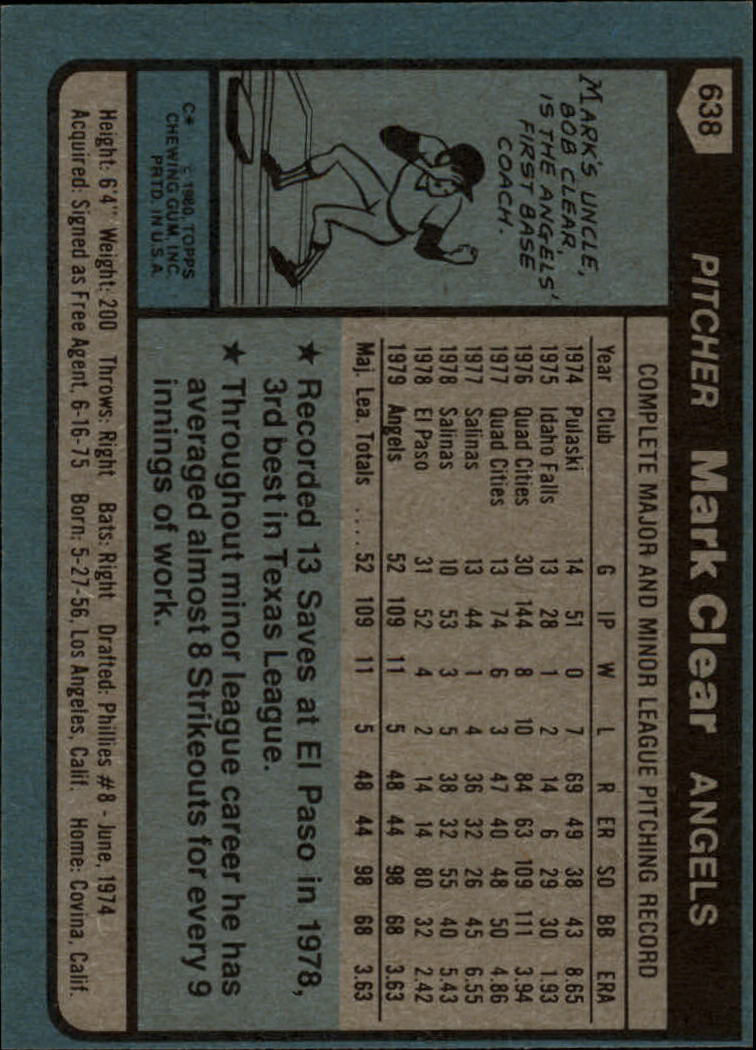 638 PITCHER Mark Clear ANGELS
MARK'S UNCLE,
BOB CLEAR,
IS THE ANGELS'
FIRST BASE
COACH.
C* © 1980, TOPPS
CHEWING GUM, INC.
PRTD. IN U.S.A.
COMPLETE MAJOR AND MINOR LEAGUE PITCHING RECORD
Year Club G IP W L R ER SO BB ERA
1974 Pulaski 14 51 0 7 69 49 38 43 8.65
1975 Idaho Falls 13 28 1 2 14 6 29 30 1.93
1976 Quad Cities 30 144 8 10 84 63 109 111 3.94
1977 Quad Cities 13 74 6 3 47 40 48 50 4.86
1977 Salinas 13 44 1 4 36 32 26 45 6.55
1978 Salinas 10 53 3 5 38 32 55 40 5.43
1978 El Paso 31 52 4 2 14 14 80 32 2.42
1979 Angels 52 109 11 5 48 44 98 68 3.63
Maj. Lea. Totals .... 52 109 11 5 48 44 98 68 3.63
★ Recorded 13 Saves at El Paso in 1978,
3rd best in Texas League.
★ Throughout minor league career he has
averaged almost 8 Strikeouts for every 9
innings of work.
Height: 6'4" Weight: 200 Throws: Right Bats: Right Drafted: Phillies #8 - June, 1974
Acquired: Signed as Free Agent, 6-16-75 Born: 5-27-56, Los Angeles, Calif. Home: Covina, Calif.